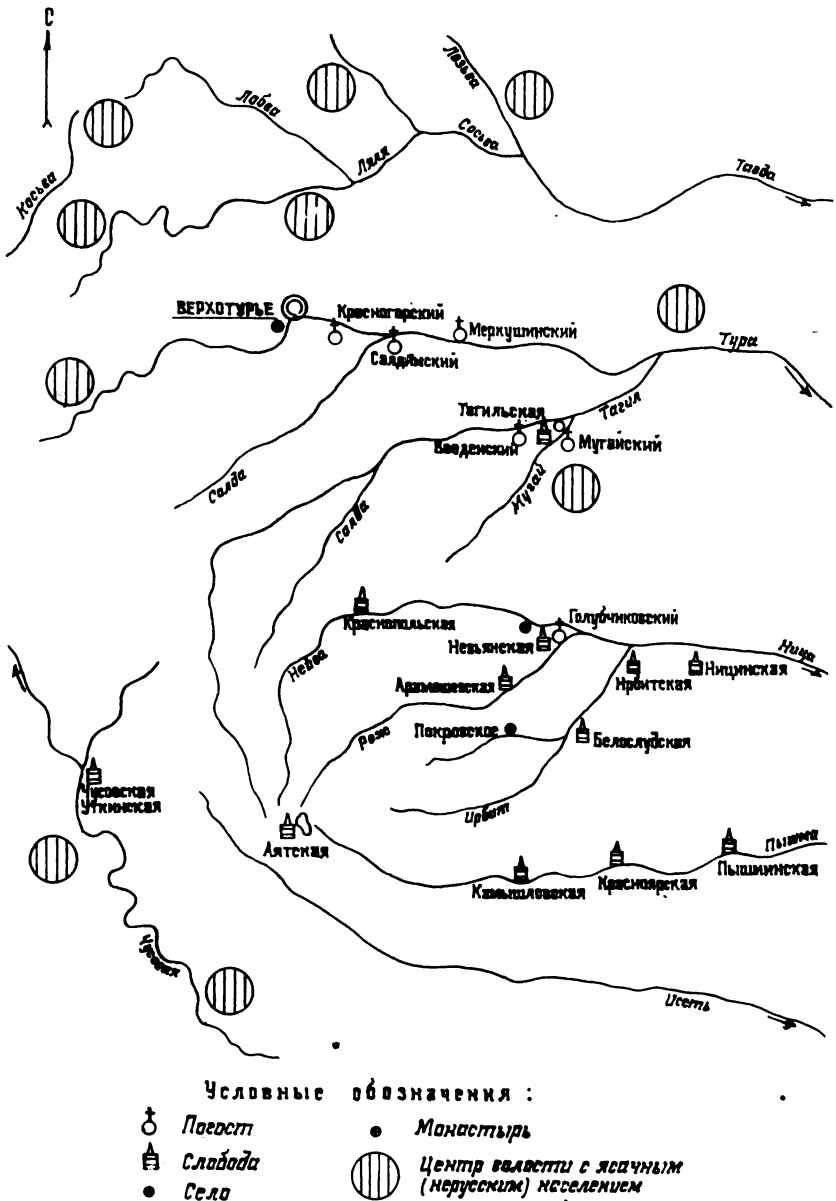 С
Лозьва
Лобва
Сосьва
Ляля
Тавда
Косьва
ВЕРХОТУРЬЕ
Красногорский
Меркушинский
Салдинский
Тура
Тагильская
Тагил
Введенский
Мугайский
Мугай
Салда
Салда
Краснопольская
Голубчиковский
Невьянская
Ница
Нейва
Арамашевская
Ирбитская
Ницинская
Реж
Покровское
Белослудская
Чусовская
Уткинская
Ирбит
Аятская
Пышма
Камышловская
Красноярская
Пышминская
Чусовая
Исеть
Условные обозначения :
Погост
Монастырь
Слобода
Центр волости с ясачным
(нерусским) населением
Село